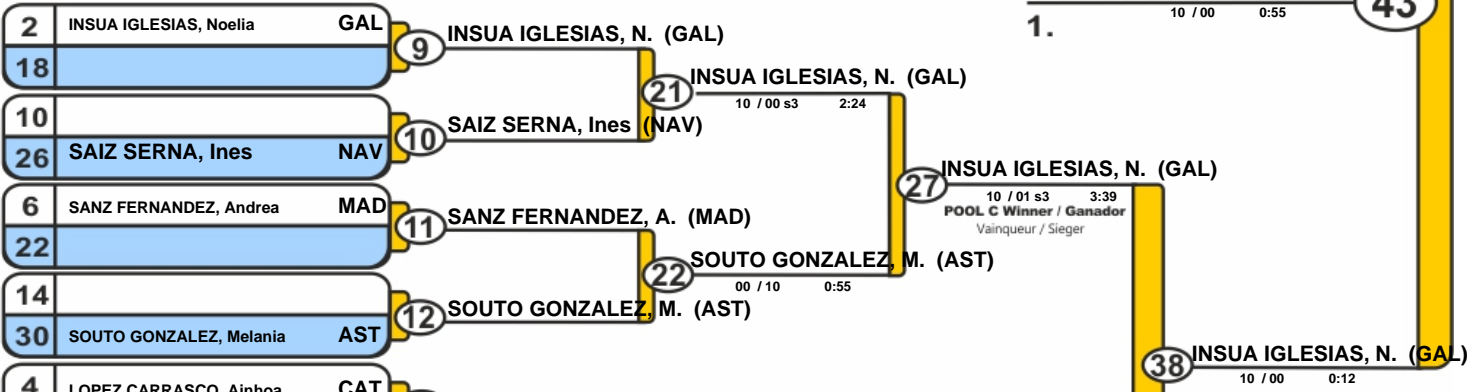 2 INSUA IGLESIAS, Noelia GAL
18
9
INSUA IGLESIAS, N. (GAL)
10
26 SAIZ SERNA, Ines NAV
10
SAIZ SERNA, Ines (NAV)
21
INSUA IGLESIAS, N. (GAL)
10 / 00 s3 2:24
6 SANZ FERNANDEZ, Andrea MAD
22
11
SANZ FERNANDEZ, A. (MAD)
14
30 SOUTO GONZALEZ, Melania AST
12
SOUTO GONZALEZ, M. (AST)
22
SOUTO GONZALEZ, M. (AST)
00 / 10 0:55
27
INSUA IGLESIAS, N. (GAL)
10 / 01 s3 3:39
POOL C Winner / Ganador
Vainqueur / Sieger
4 LOPEZ CARRASCO, Ainhoa CAT
38
INSUA IGLESIAS, N. (GAL)
10 / 00 0:12
10 / 00 0:55
43
1.